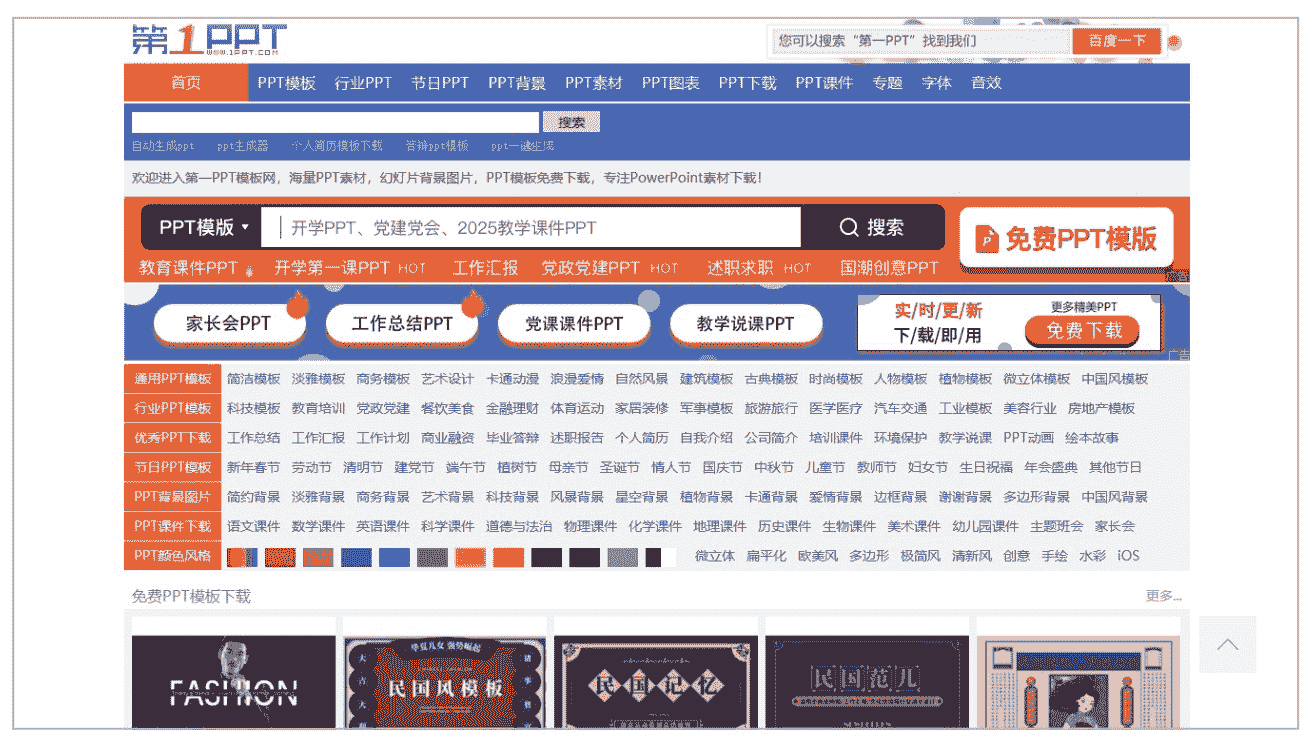 第1PPT
WWW.1PPT.COM
您可以搜索“第一PPT”找到我们 百度一下
首页 PPT模板 行业PPT 节日PPT PPT背景 PPT素材 PPT图表 PPT下载 PPT课件 专题 字体 音效
搜索
自动生成ppt ppt生成器 个人简历模板下载 答辩ppt模板 ppt一键生成
欢迎进入第一PPT模板网，海量PPT素材，幻灯片背景图片，PPT模板免费下载，专注PowerPoint素材下载！
PPT模版 开学PPT、党建党会、2025教学课件PPT 搜索 免费PPT模版
教育课件PPT 开学第一课PPT HOT 工作汇报 党政党建PPT HOT 述职求职 HOT 国潮创意PPT
广告
家长会PPT 工作总结PPT 党课课件PPT 教学说课PPT
实/时/更/新 更多精美PPT
下/载/即/用 免费下载
广告
通用PPT模板 简洁模板 淡雅模板 商务模板 艺术设计 卡通动漫 浪漫爱情 自然风景 建筑模板 古典模板 时尚模板 人物模板 植物模板 微立体模板 中国风模板
行业PPT模板 科技模板 教育培训 党政党建 餐饮美食 金融理财 体育运动 家居装修 军事模板 旅游旅行 医学医疗 汽车交通 工业模板 美容行业 房地产模板
优秀PPT下载 工作总结 工作汇报 工作计划 商业融资 毕业答辩 述职报告 个人简历 自我介绍 公司简介 培训课件 环境保护 教学说课 PPT动画 绘本故事
节日PPT模板 新年春节 劳动节 清明节 建党节 端午节 植树节 母亲节 圣诞节 情人节 国庆节 中秋节 儿童节 教师节 妇女节 生日祝福 年会盛典 其他节日
PPT背景图片 简约背景 淡雅背景 商务背景 艺术背景 科技背景 风景背景 星空背景 植物背景 卡通背景 爱情背景 边框背景 谢谢背景 多边形背景 中国风背景
PPT课件下载 语文课件 数学课件 英语课件 科学课件 道德与法治 物理课件 化学课件 地理课件 历史课件 生物课件 美术课件 幼儿园课件 主题班会 家长会
PPT颜色风格 微立体 扁平化 欧美风 多边形 极简风 清新风 创意 手绘 水彩 iOS
免费PPT模板下载 更多...
FASHION
华夏儿女 强势崛起
民国风模板
民国记忆
民国范儿